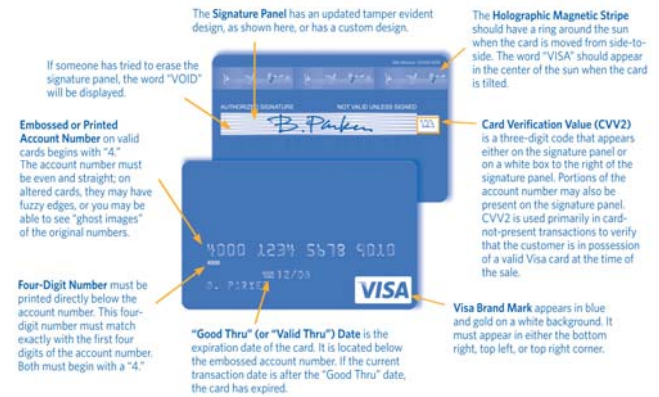 The Signature Panel has an updated tamper evident
design, as shown here, or has a custom design.
The Holographic Magnetic Stripe
should have a ring around the sun
when the card is moved from side-to-
side. The word "VISA" should appear
in the center of the sun when the card
is tilted.
If someone has tried to erase the
signature panel, the word "VOID"
will be displayed.
AUTHORIZED SIGNATURE NOT VALID UNLESS SIGNED
B. Parker 123
Embossed or Printed
Account Number on valid
cards begins with "4."
The account number must
be even and straight; on
altered cards, they may have
fuzzy edges, or you may be
able to see "ghost images"
of the original numbers.
Card Verification Value (CVV2)
is a three-digit code that appears
either on the signature panel or
on a white box to the right of the
signature panel. Portions of the
account number may also be
present on the signature panel.
CVV2 is used primarily in card-
not-present transactions to verify
that the customer is in possession
of a valid Visa card at the time of
the sale.
4000 1234 5678 9010
12/08
VISA
Four-Digit Number must be
printed directly below the
account number. This four-
digit number must match
exactly with the first four
digits of the account number.
Both must begin with a "4."
"Good Thru" (or "Valid Thru") Date is the
expiration date of the card. It is located below
the embossed account number. If the current
transaction date is after the "Good Thru" date,
the card has expired.
Visa Brand Mark appears in blue
and gold on a white background. It
must appear in either the bottom
right, top left, or top right corner.